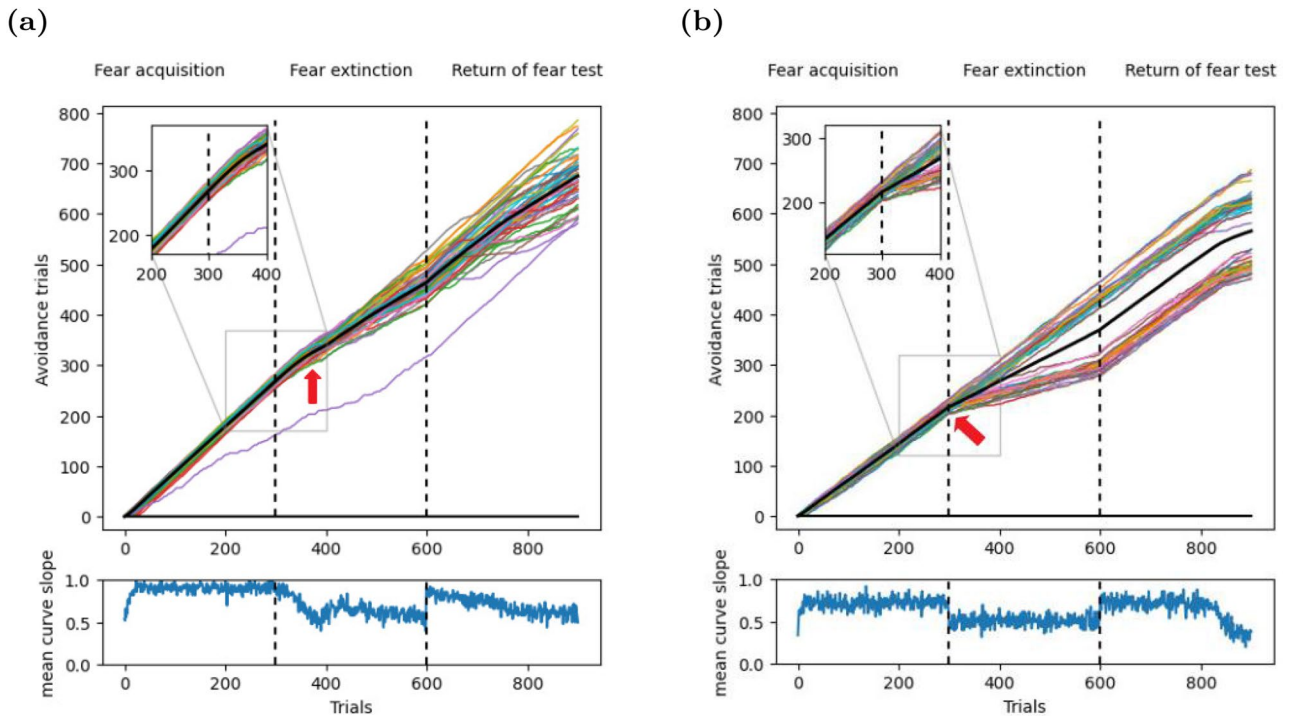 (a)
Fear acquisition Fear extinction Return of fear test
800
700
600
500
400
300
200
100
0
Avoidance trials
300
200
200 300 400
0 200 400 600 800
mean curve slope
1.0
0.5
0.0
0 200 400 600 800
Trials
(b)
Fear acquisition Fear extinction Return of fear test
800
700
600
500
400
300
200
100
0
Avoidance trials
300
200
200 300 400
0 200 400 600 800
mean curve slope
1.0
0.5
0.0
0 200 400 600 800
Trials